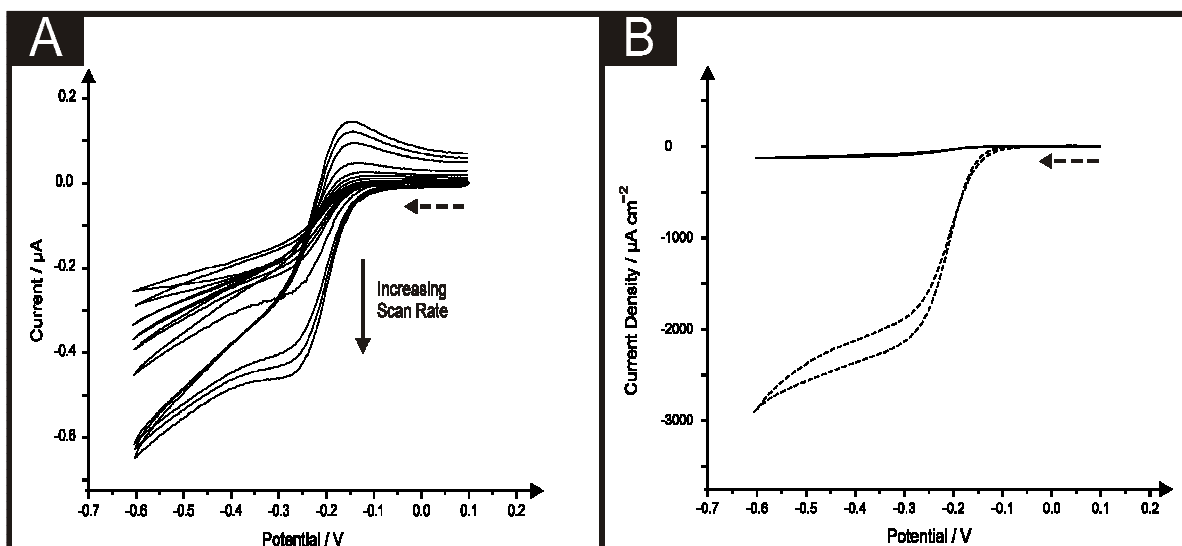 A
0.2
0.0
-0.2
-0.4
-0.6
Current / µA
Increasing
Scan Rate
-0.7 -0.6 -0.5 -0.4 -0.3 -0.2 -0.1 0.0 0.1 0.2
Potential / V
B
0
-1000
-2000
-3000
Current Density / µA cm⁻²
-0.7 -0.6 -0.5 -0.4 -0.3 -0.2 -0.1 0.0 0.1 0.2
Potential / V